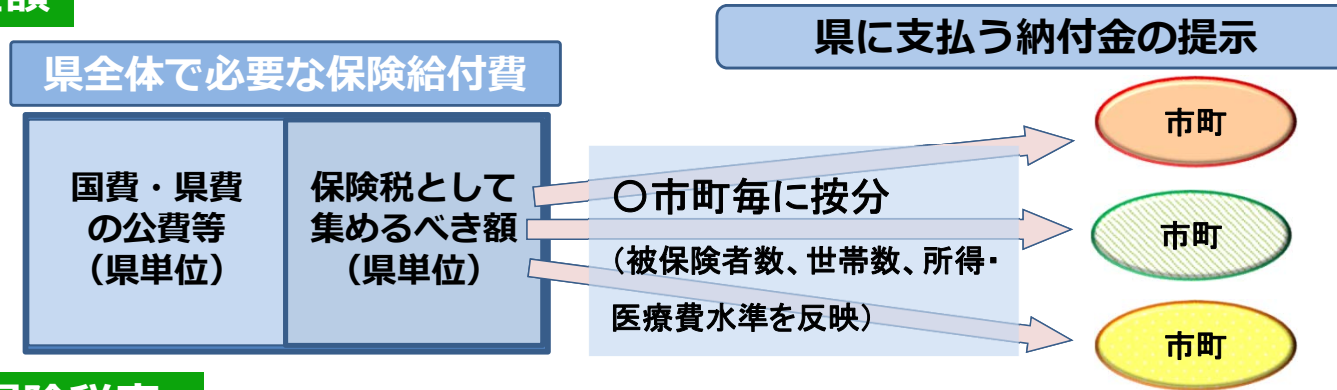 県に支払う納付金の提示
県全体で必要な保険給付費
国費・県費
の公費等
（県単位）
保険税として
集めるべき額
（県単位）
〇市町毎に按分
（被保険者数、世帯数、所得・
医療費水準を反映）
市町
市町
市町